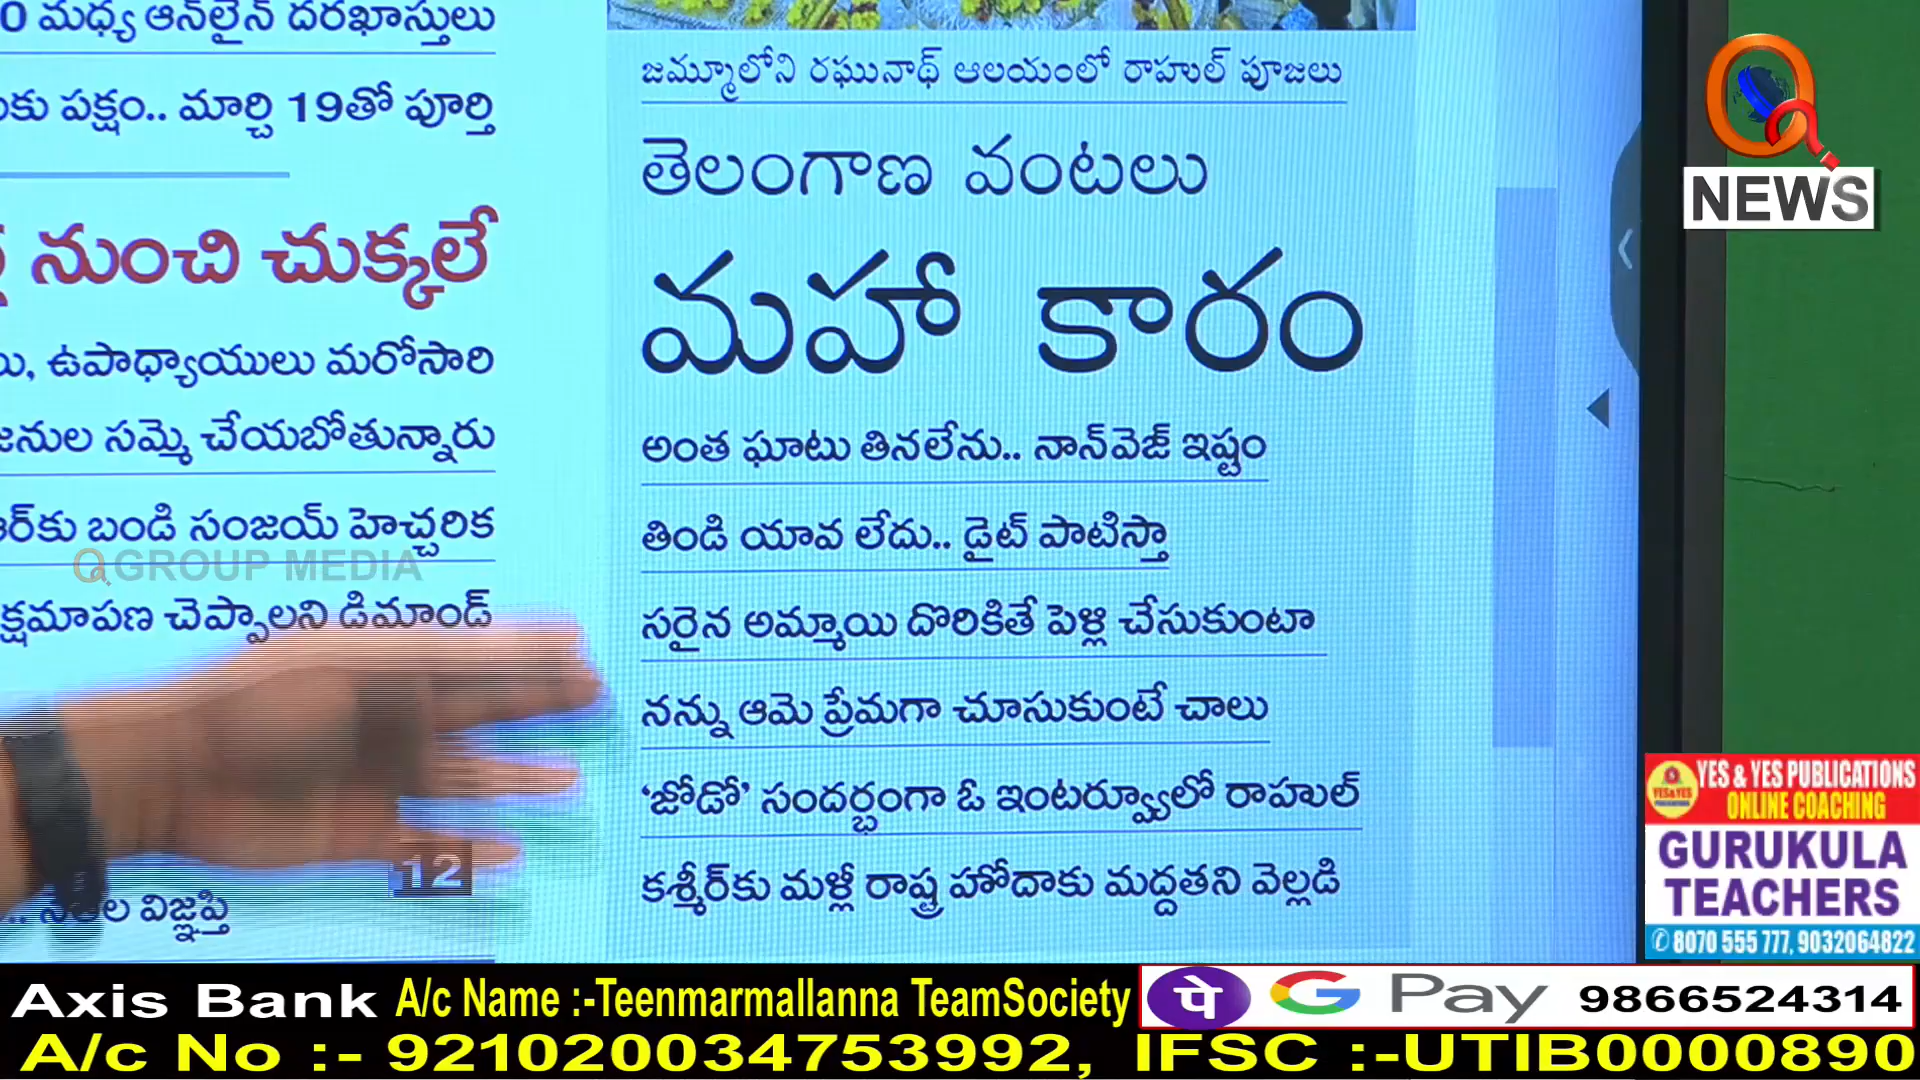 0 మధ్య ఆన్‌లైన్ దరఖాస్తులు
కు పక్షం.. మార్చి 19తో పూర్తి
నుంచి చుక్కలే
ఉపాధ్యాయులు మరోసారి
సమ్మె చేయబోతున్నారు
బండి సంజయ్ హెచ్చరిక
GROUP MEDIA
క్షమాపణ చెప్పాలని డిమాండ్
12
విజ్ఞప్తి
జమ్మూలోని రఘునాథ్ ఆలయంలో రాహుల్ పూజలు
తెలంగాణ వంటలు
మహా కారం
అంత ఘాటు తినలేను.. నాన్‌వెజ్ ఇష్టం
తిండి యావ లేదు.. డైట్ పాటిస్తా
సరైన అమ్మాయి దొరికితే పెళ్లి చేసుకుంటా
నన్ను ఆమె ప్రేమగా చూసుకుంటే చాలు
‘జోడో’ సందర్భంగా ఓ ఇంటర్వ్యూలో రాహుల్
కశ్మీర్‌కు మళ్లీ రాష్ట్ర హోదాకు మద్దతని వెల్లడి
Q NEWS
YES & YES PUBLICATIONS
ONLINE COACHING
GURUKULA
TEACHERS
8070 555 777, 9032064822
Axis Bank A/c Name :-Teenmarmallanna TeamSociety
पे G Pay 9866524314
A/c No :- 921020034753992, IFSC :-UTIB0000890